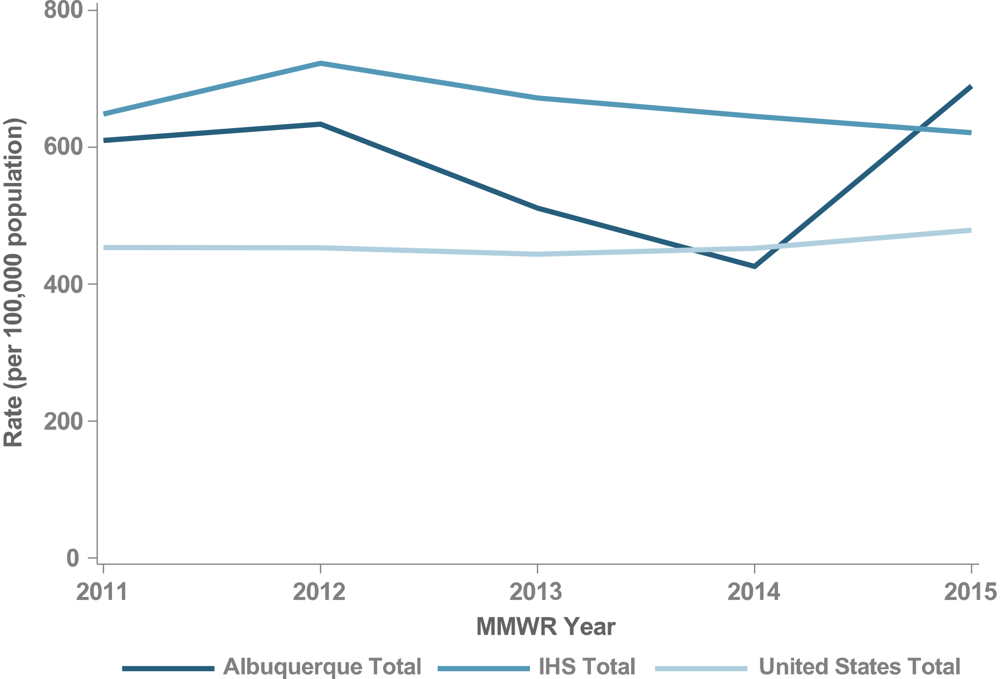 800
600
400
200
0
Rate (per 100,000 population)
2011 2012 2013 2014 2015
MMWR Year
Albuquerque Total IHS Total United States Total